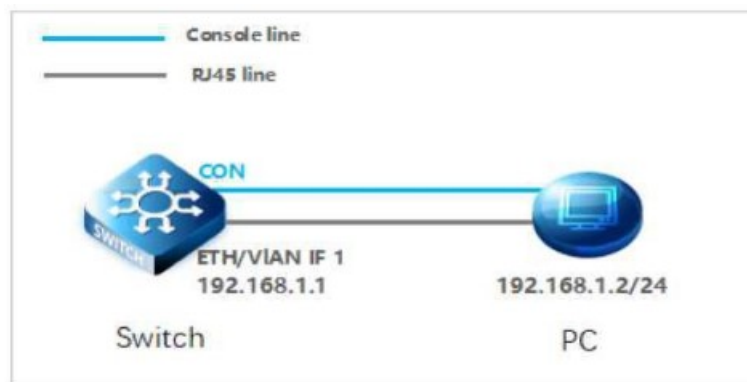 Console line
RJ45 line
CON
SWITCH
ETH/VlAN IF 1
192.168.1.1
192.168.1.2/24
Switch
PC